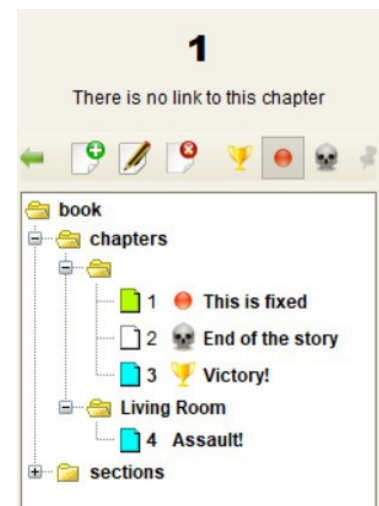 1
There is no link to this chapter
book
chapters
1 This is fixed
2 End of the story
3 Victory!
Living Room
4 Assault!
sections